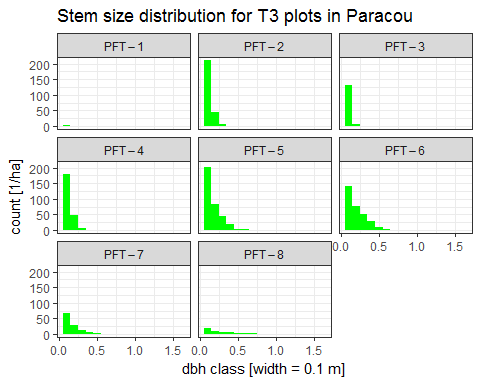 Stem size distribution for T3 plots in Paracou
PFT – 1 PFT – 2 PFT – 3
200
150
100
50
0
PFT – 4 PFT – 5 PFT – 6
200
150
100
50
0
0.0 0.5 1.0 1.5
PFT – 7 PFT – 8
200
150
100
50
0
0.0 0.5 1.0 1.5 0.0 0.5 1.0 1.5
count [1/ha]
dbh class [width = 0.1 m]